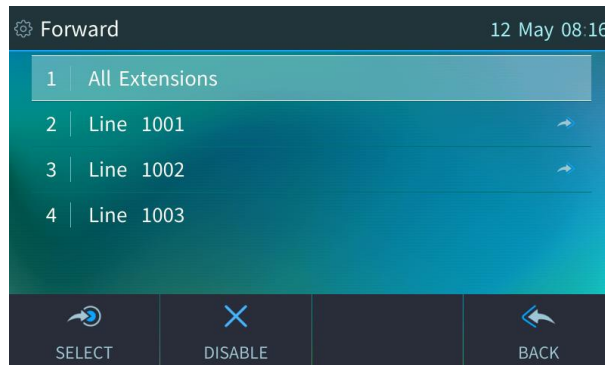 Forward 12 May 08:16
1 All Extensions
2 Line 1001
3 Line 1002
4 Line 1003
SELECT DISABLE BACK